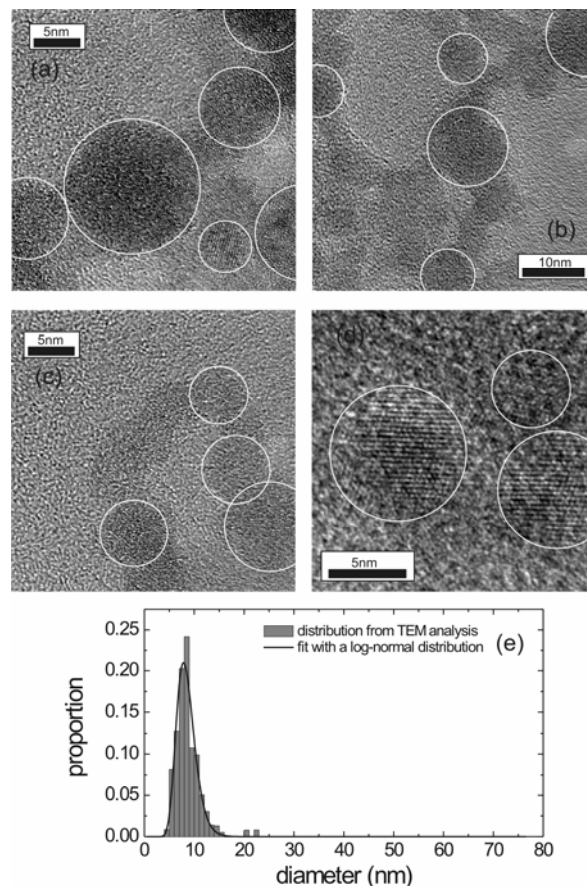 5nm
(a)
(b)
10nm
5nm
(c)
(d)
5nm
0.25
0.20
0.15
0.10
0.05
0.00
proportion
distribution from TEM analysis
fit with a log-normal distribution
(e)
0 10 20 30 40 50 60 70 80
diameter (nm)